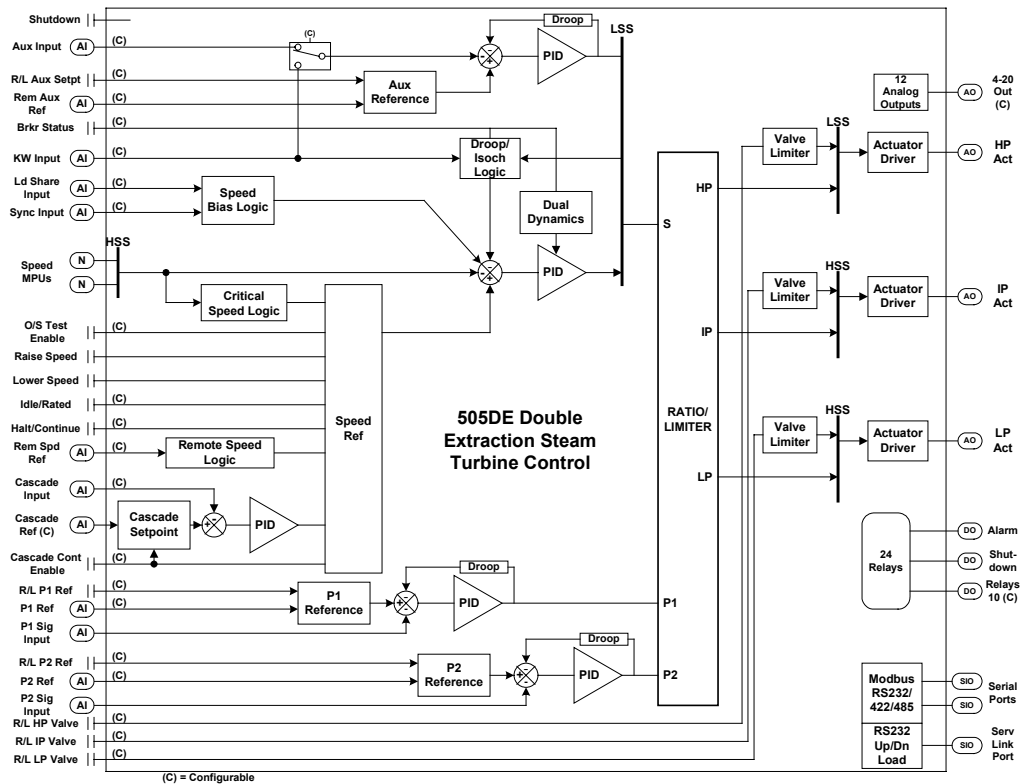 Shutdown
Aux Input
AI
(C)
(C)
R/L Aux Setpt
(C)
Rem Aux
Ref
AI
(C)
Brkr Status
(C)
KW Input
AI
(C)
Ld Share
Input
AI
(C)
Sync Input
AI
(C)
Speed
MPUs
N
N
HSS
O/S Test
Enable
(C)
Raise Speed
Lower Speed
Idle/Rated
(C)
Halt/Continue
(C)
Rem Spd
Ref
AI
(C)
Cascade
Input
AI
(C)
Cascade
Ref (C)
AI
Cascade Cont
Enable
(C)
R/L P1 Ref
(C)
P1 Ref
AI
(C)
P1 Sig
Input
AI
R/L P2 Ref
(C)
P2 Ref
AI
(C)
P2 Sig
Input
AI
R/L HP Valve
(C)
R/L IP Valve
(C)
R/L LP Valve
(C)
(C) = Configurable
Aux
Reference
Speed
Bias Logic
Critical
Speed Logic
Remote Speed
Logic
Cascade
Setpoint
+
-
PID
Speed
Ref
Droop
-
-
+
PID
LSS
Droop/
Isoch
Logic
Dual
Dynamics
-
-
+
PID
505DE Double
Extraction Steam
Turbine Control
P1
Reference
+
-
-
Droop
PID
P2
Reference
+
-
-
Droop
PID
S
HP
IP
RATIO/
LIMITER
LP
P1
P2
12
Analog
Outputs
AO
4-20
Out
(C)
Valve
Limiter
LSS
Actuator
Driver
AO
HP
Act
Valve
Limiter
HSS
Actuator
Driver
AO
IP
Act
Valve
Limiter
HSS
Actuator
Driver
AO
LP
Act
24
Relays
DO
Alarm
DO
Shut-
down
DO
Relays
10 (C)
Modbus
RS232/
422/485
SIO
SIO
Serial
Ports
RS232
Up/Dn
Load
SIO
Serv
Link
Port